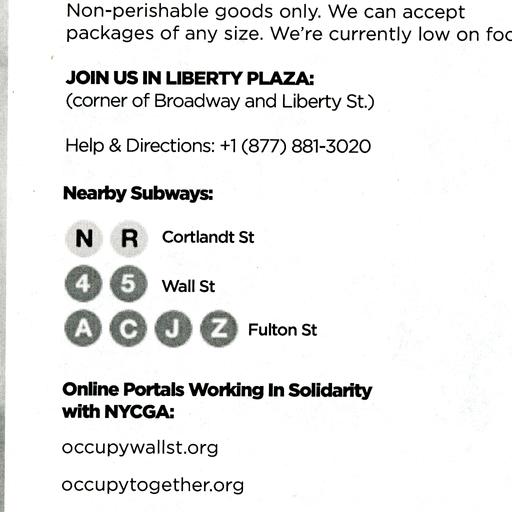 Non-perishable goods only. We can accept
packages of any size. We're currently low on foo
JOIN US IN LIBERTY PLAZA:
(corner of Broadway and Liberty St.)
Help & Directions: +1 (877) 881-3020
Nearby Subways:
N R Cortlandt St
4 5 Wall St
A C J Z Fulton St
Online Portals Working In Solidarity
with NYCGA:
occupywallst.org
occupytogether.org